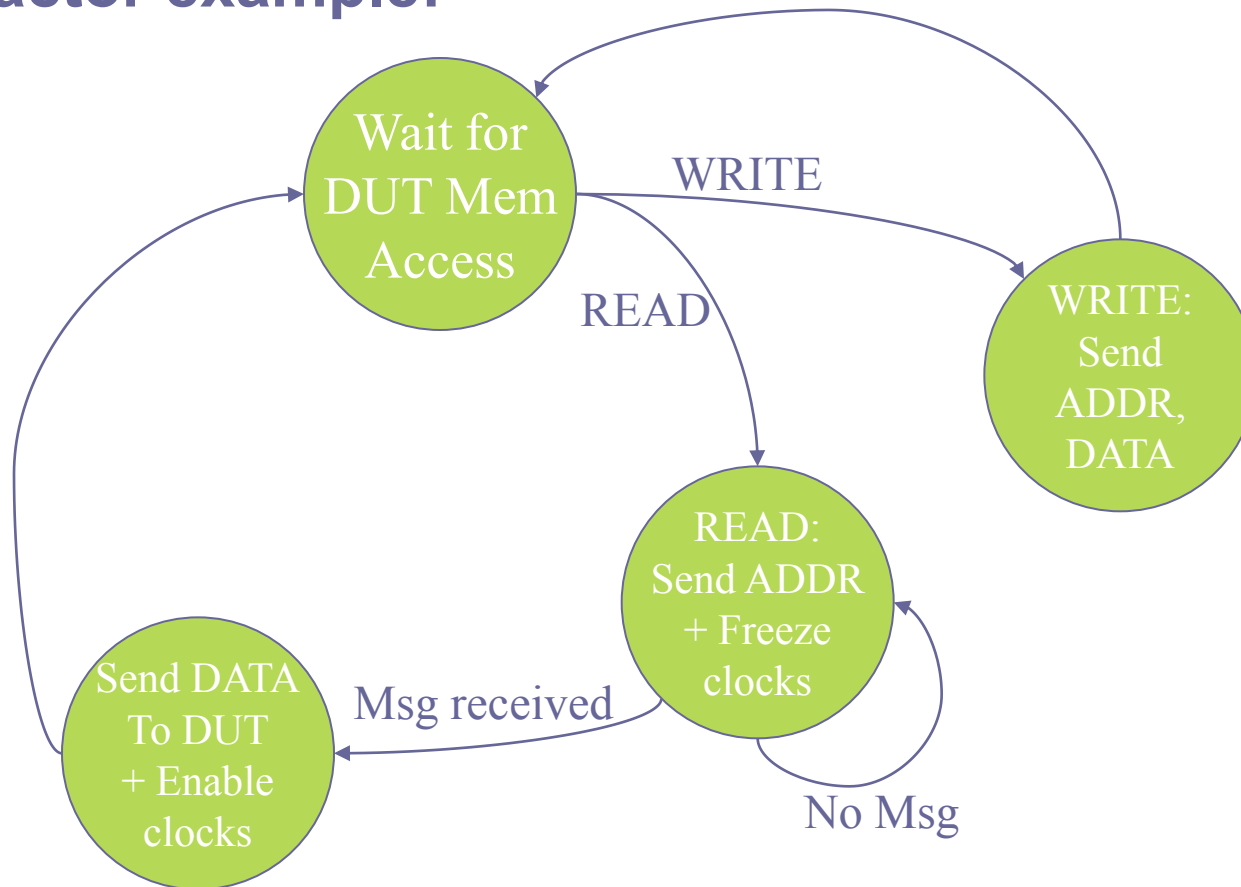 Wait for
DUT Mem
Access
WRITE
READ
WRITE:
Send
ADDR,
DATA
READ:
Send ADDR
+ Freeze
clocks
Msg received
No Msg
Send DATA
To DUT
+ Enable
clocks